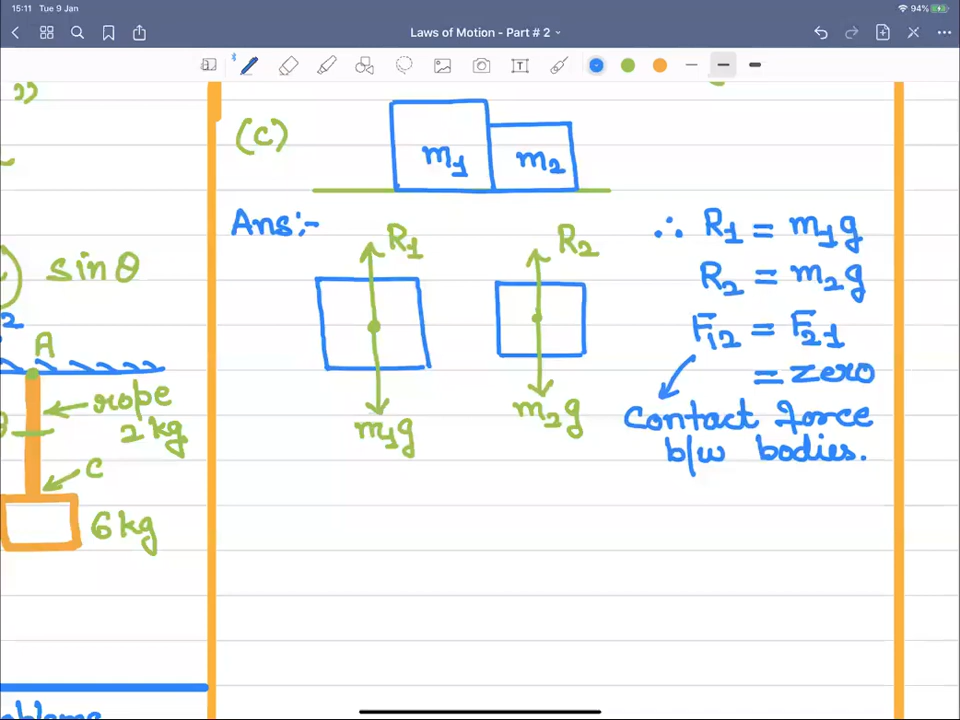 15:11 Tue 9 Jan
94%
Laws of Motion - Part # 2
T
"
(C)
m1 m2
Ans:-
R1
R2
m1g
m2g
∴ R1 = m1g
R2 = m2g
F12 = F21
= zero
Contact force
b/w bodies.
sin θ
2
A
rope
2 kg
C
6 kg